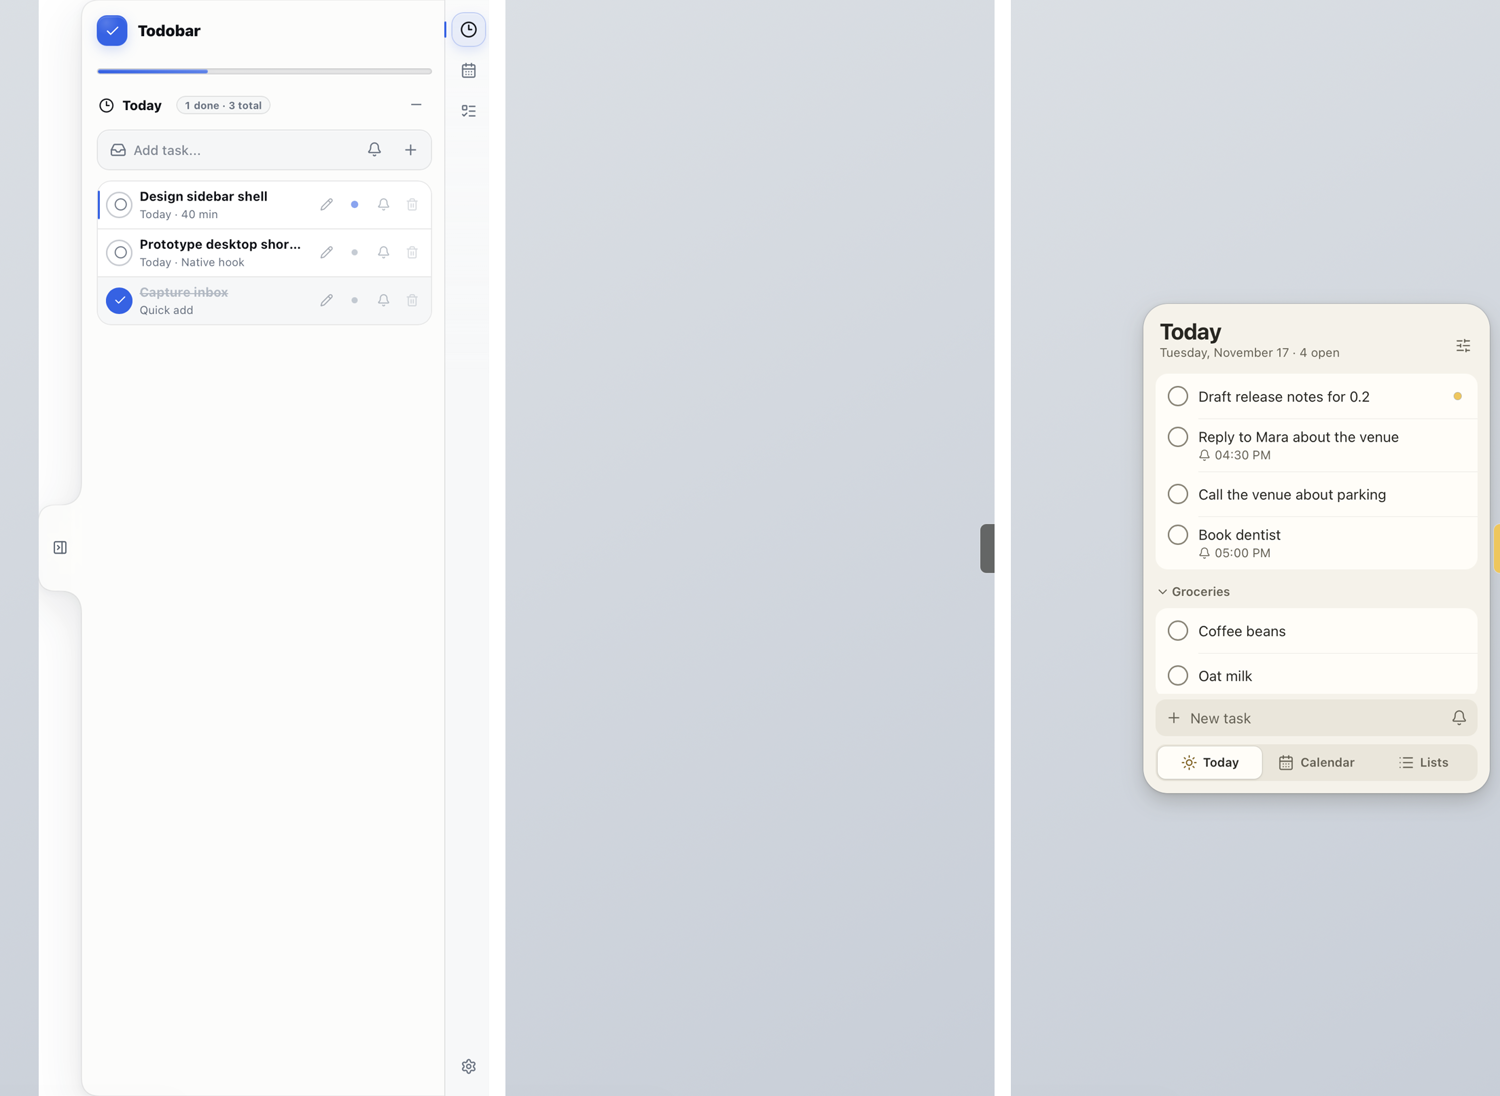 Todobar
Today
1 done · 3 total
Add task...
Design sidebar shell
Today · 40 min
Prototype desktop shor...
Today · Native hook
Capture inbox
Quick add
Today
Tuesday, November 17 · 4 open
Draft release notes for 0.2
Reply to Mara about the venue
04:30 PM
Call the venue about parking
Book dentist
05:00 PM
Groceries
Coffee beans
Oat milk
New task
Today
Calendar
Lists